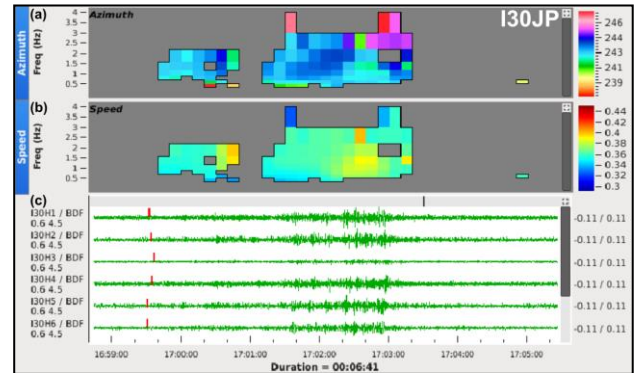 (a) Azimuth I30JP
Azimuth
Freq (Hz)
4
3.5
3
2.5
2
1.5
1
0.5
246
245
243
242
241
239
(b) Speed
Speed
Freq (Hz)
4
3.5
3
2.5
2
1.5
1
0.5
0.44
0.42
0.4
0.38
0.36
0.34
0.32
0.3
(c)
I30H1 / BDF
0.6 4.5
-0.11 / 0.11
I30H2 / BDF
0.6 4.5
-0.11 / 0.11
I30H3 / BDF
0.6 4.5
-0.11 / 0.11
I30H4 / BDF
0.6 4.5
-0.11 / 0.11
I30H5 / BDF
0.6 4.5
-0.11 / 0.11
I30H6 / BDF
0.6 4.5
-0.11 / 0.11
16:59:00 17:00:00 17:01:00 17:02:00 17:03:00 17:04:00 17:05:00
Duration = 00:06:41